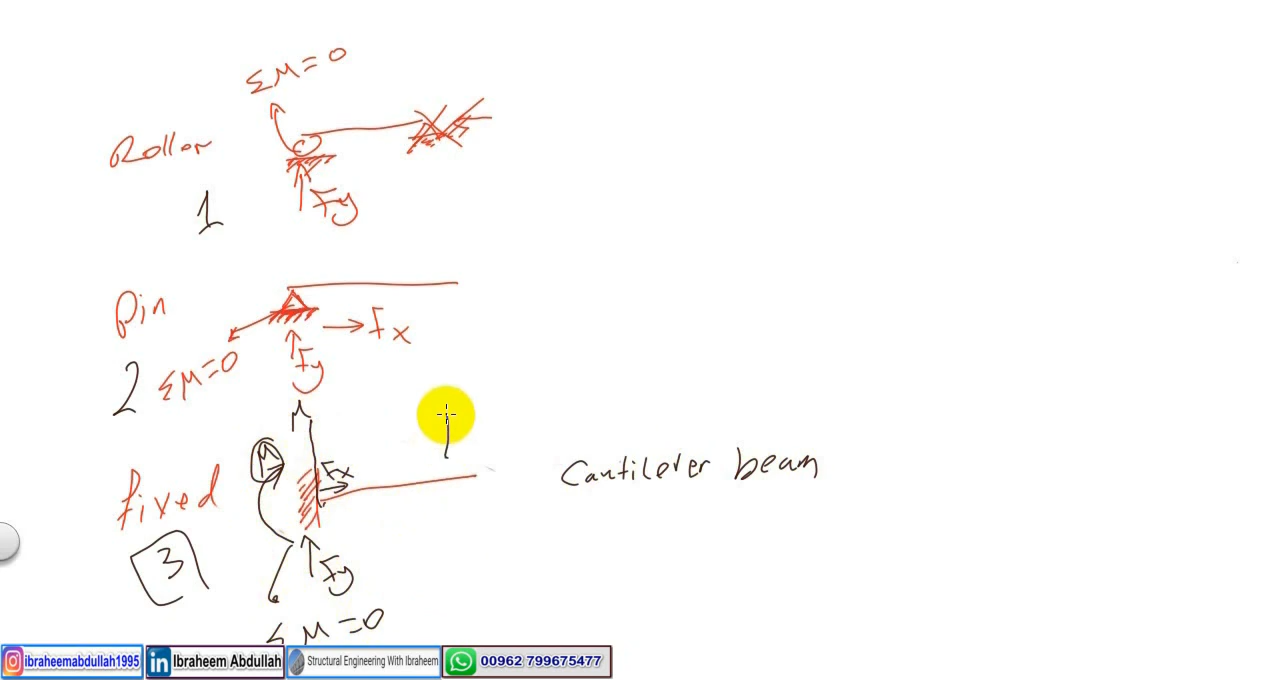 ΣM=0
Roller
Fy
1
Pin
Fx
Fy
2
ΣM=0
M
Fx
Cantilever beam
fixed
3
Fy
ΣM=0
ibraheemabdullah1995
in Ibraheem Abdullah
Structural Engineering With Ibraheem
00962 799675477